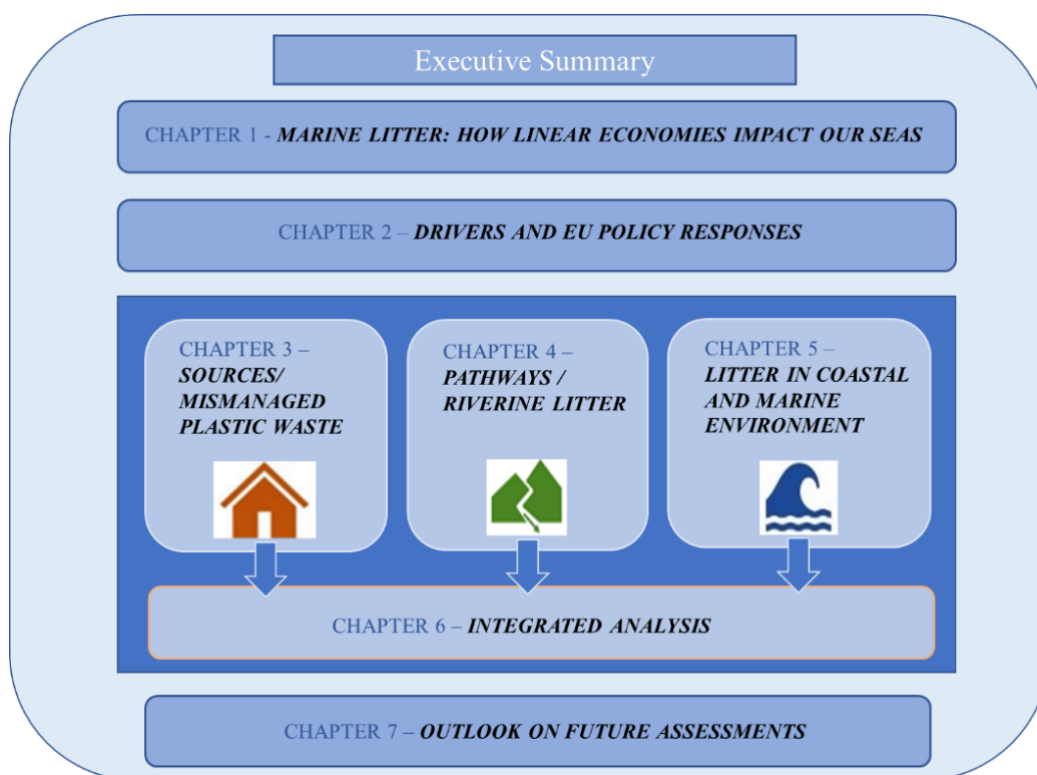 Executive Summary
CHAPTER 1 - MARINE LITTER: HOW LINEAR ECONOMIES IMPACT OUR SEAS
CHAPTER 2 – DRIVERS AND EU POLICY RESPONSES
CHAPTER 3 –
SOURCES/
MISMANAGED
PLASTIC WASTE
CHAPTER 4 –
PATHWAYS /
RIVERINE LITTER
CHAPTER 5 –
LITTER IN COASTAL
AND MARINE
ENVIRONMENT
CHAPTER 6 – INTEGRATED ANALYSIS
CHAPTER 7 – OUTLOOK ON FUTURE ASSESSMENTS